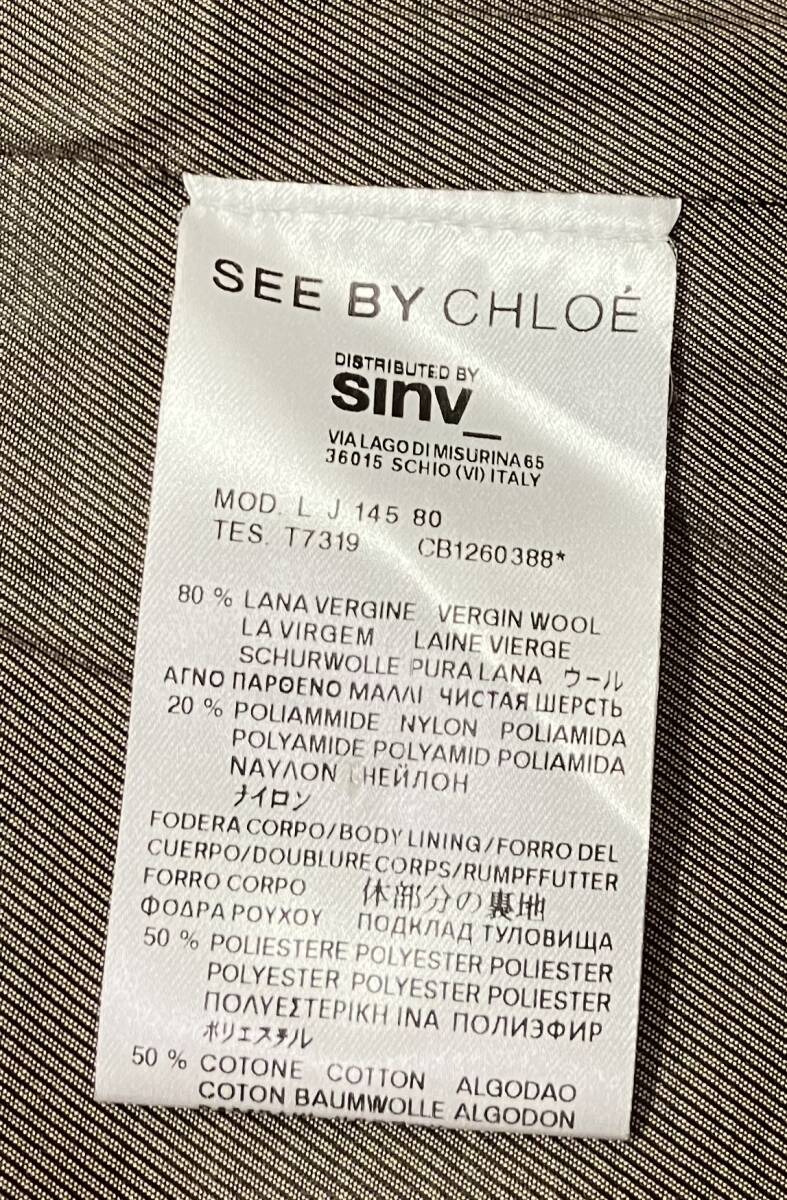 SEE BY CHLOÉ
DISTRIBUTED BY
sinv_
VIA LAGO DI MISURINA 65
36015 SCHIO (VI) ITALY
MOD. L J 145 80
TES. T7319 CB1260388*
80 % LANA VERGINE VERGIN WOOL
LA VIRGEM LAINE VIERGE
SCHURWOLLE PURA LANA ウール
ΑΓΝΟ ΠΑΡΘΕΝΟ ΜΑΛΛΙ ЧИСТАЯ ШЕРСТЬ
20 % POLIAMMIDE NYLON POLIAMIDA
POLYAMIDE POLYAMID POLIAMIDA
ΝΑΥΛΟΝ НЕЙЛОН
ナイロン
FODERA CORPO/BODY LINING/FORRO DEL
CUERPO/DOUBLURE CORPS/RUMPFFUTTER
FORRO CORPO 体部分の裏地
ΦΟΔΡΑ ΡΟΥΧΟΥ ПОДКЛАД ТУЛОВИЩА
50 % POLIESTERE POLYESTER POLIESTER
POLYESTER POLYESTER POLIESTER
ΠΟΛΥΕΣΤΕΡΙΚΗ ΙΝΑ ПОЛИЭФИР
ポリエステル
50 % COTONE COTTON ALGODAO
COTON BAUMWOLLE ALGODON